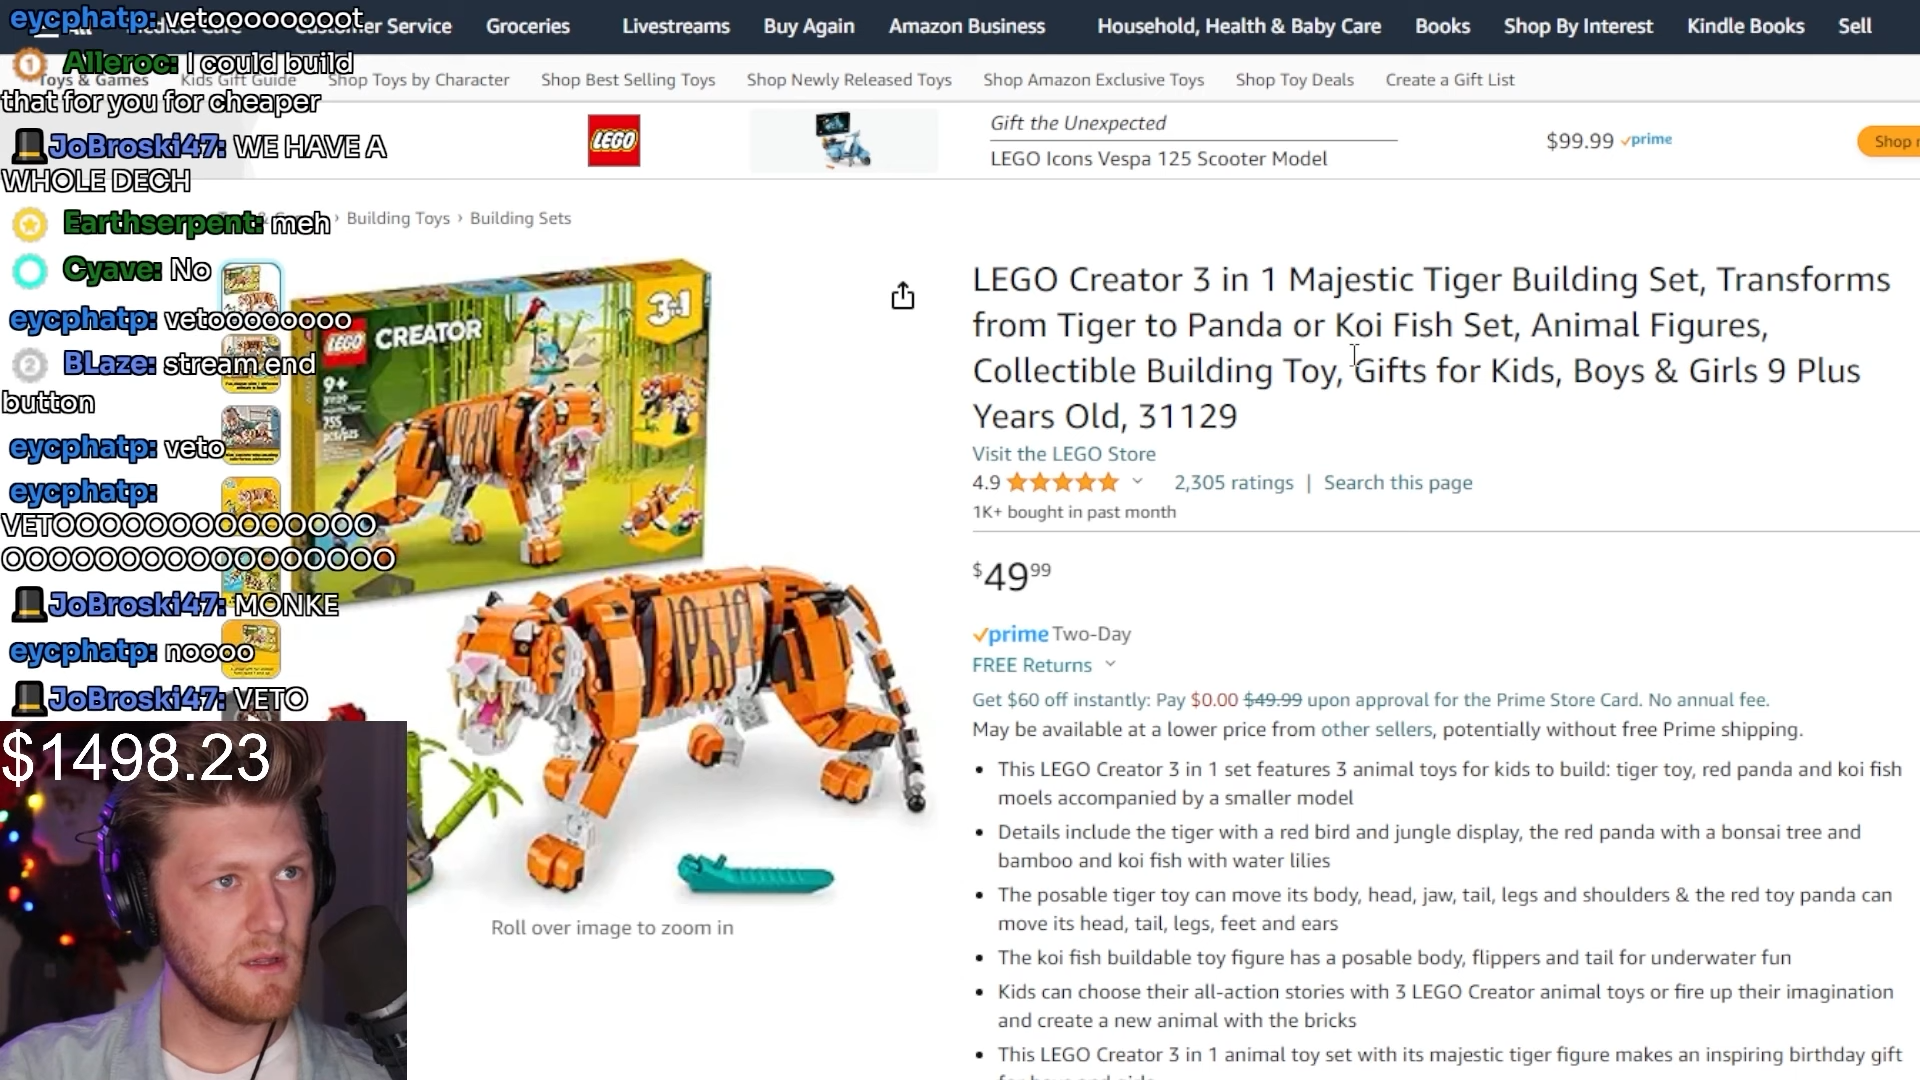 eycphatp: vetoooooooot
Customer Service
Groceries
Livestreams
Buy Again
Amazon Business
Household, Health & Baby Care
Books
Shop By Interest
Kindle Books
Sell
Alleroc: I could build
that for you for cheaper
Toys & Games
Kids Gift Guide
Shop Toys by Character
Shop Best Selling Toys
Shop Newly Released Toys
Shop Amazon Exclusive Toys
Shop Toy Deals
Create a Gift List
JoBroski47: WE HAVE A
WHOLE DECH
LEGO
Gift the Unexpected
LEGO Icons Vespa 125 Scooter Model
$99.99 prime
Shop
Earthserpent: meh
› Building Toys › Building Sets
Cyave: No
eycphatp: vetoooooooo
BLaze: stream end
button
eycphatp: veto
eycphatp:
VETOOOOOOOOOOOOOOO
OOOOOOOOOOOOOOOOOO
JoBroski47: MONKE
eycphatp: noooo
JoBroski47: VETO
$1498.23
LEGO CREATOR
3in1
9+
31129
755
pcs/pzs
Roll over image to zoom in
LEGO Creator 3 in 1 Majestic Tiger Building Set, Transforms
from Tiger to Panda or Koi Fish Set, Animal Figures,
Collectible Building Toy, Gifts for Kids, Boys & Girls 9 Plus
Years Old, 31129
Visit the LEGO Store
4.9 2,305 ratings | Search this page
1K+ bought in past month
$49 99
prime Two-Day
FREE Returns
Get $60 off instantly: Pay $0.00 $49.99 upon approval for the Prime Store Card. No annual fee.
May be available at a lower price from other sellers, potentially without free Prime shipping.
• This LEGO Creator 3 in 1 set features 3 animal toys for kids to build: tiger toy, red panda and koi fish
moels accompanied by a smaller model
• Details include the tiger with a red bird and jungle display, the red panda with a bonsai tree and
bamboo and koi fish with water lilies
• The posable tiger toy can move its body, head, jaw, tail, legs and shoulders & the red toy panda can
move its head, tail, legs, feet and ears
• The koi fish buildable toy figure has a posable body, flippers and tail for underwater fun
• Kids can choose their all-action stories with 3 LEGO Creator animal toys or fire up their imagination
and create a new animal with the bricks
• This LEGO Creator 3 in 1 animal toy set with its majestic tiger figure makes an inspiring birthday gift